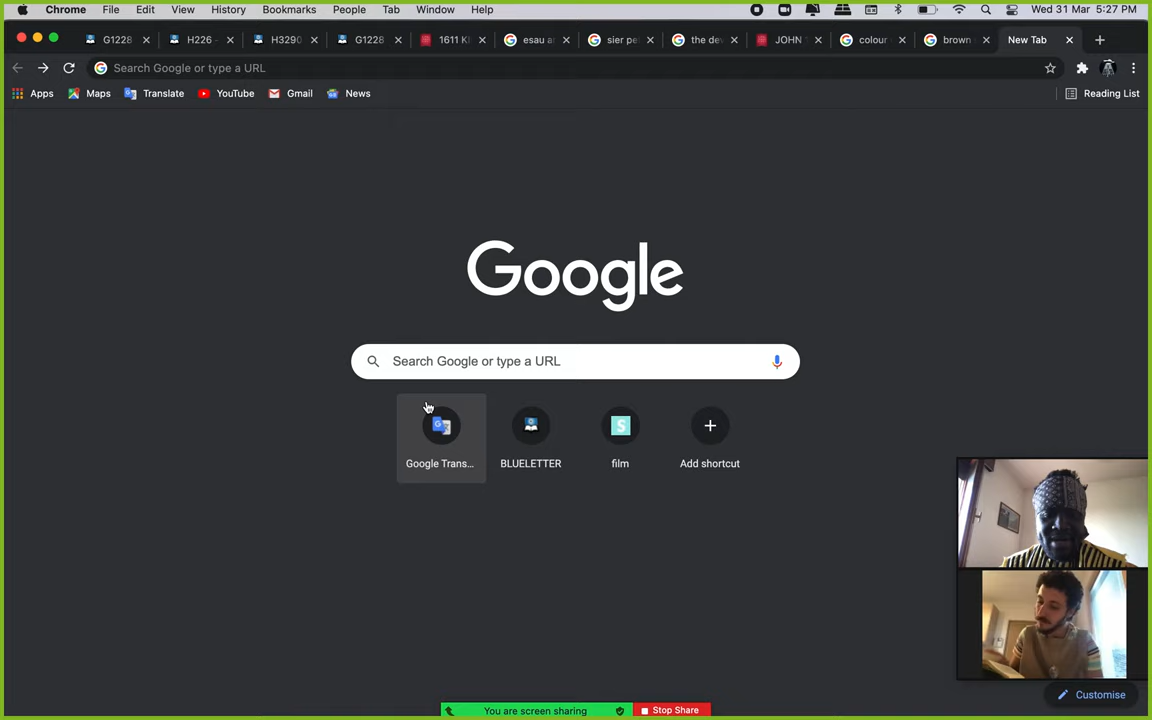 Chrome File Edit View History Bookmarks People Tab Window Help Wed 31 Mar 5:27 PM
G1228 H226 - H3290 G1228 1611 K esau a sier pe the de JOHN colour brown New Tab
Search Google or type a URL
Apps Maps Translate YouTube Gmail News Reading List
Google
Search Google or type a URL
Google Trans... BLUELETTER film Add shortcut
Customise
You are screen sharing Stop Share